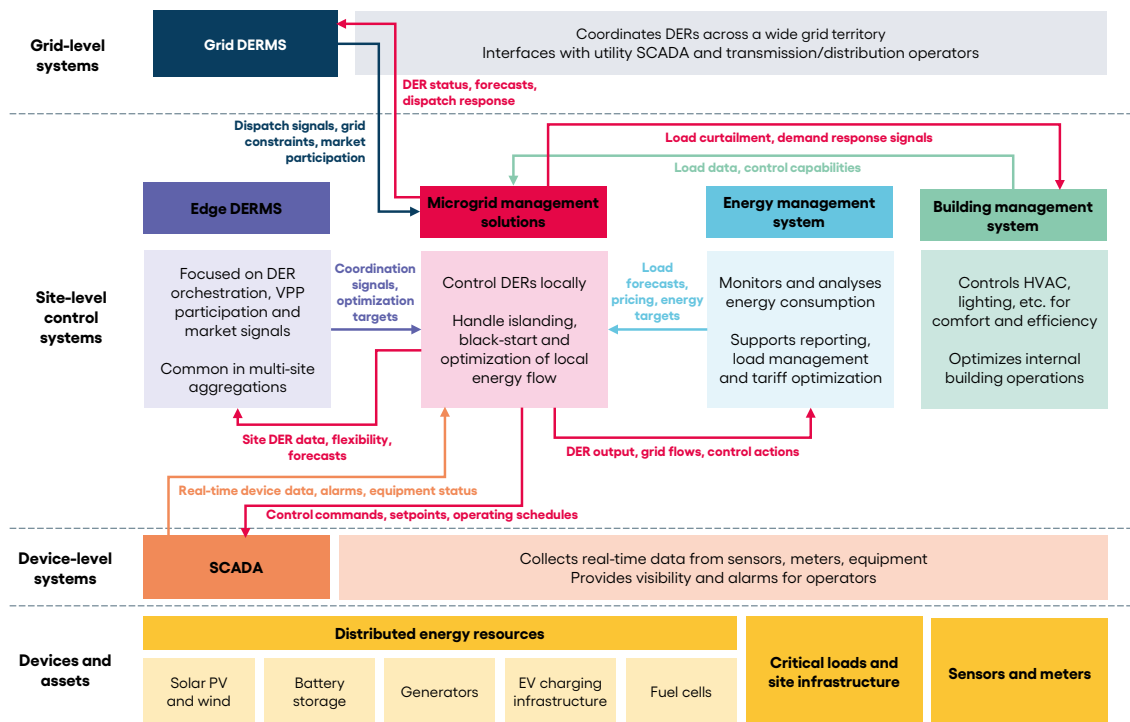 Grid-level
systems
Grid DERMS
Coordinates DERs across a wide grid territory
Interfaces with utility SCADA and transmission/distribution operators
DER status, forecasts,
dispatch response
Dispatch signals, grid
constraints, market
participation
Load curtailment, demand response signals
Load data, control capabilities
Site-level
control
systems
Edge DERMS
Microgrid management
solutions
Energy management
system
Building management
system
Focused on DER
orchestration, VPP
participation and
market signals
Common in multi-site
aggregations
Coordination
signals,
optimization
targets
Control DERs locally
Handle islanding,
black-start and
optimization of local
energy flow
Load
forecasts,
pricing, energy
targets
Monitors and analyses
energy consumption
Supports reporting,
load management
and tariff optimization
Controls HVAC,
lighting, etc. for
comfort and efficiency
Optimizes internal
building operations
Site DER data, flexibility,
forecasts
DER output, grid flows, control actions
Real-time device data, alarms, equipment status
Control commands, setpoints, operating schedules
Device-level
systems
SCADA
Collects real-time data from sensors, meters, equipment
Provides visibility and alarms for operators
Devices and
assets
Distributed energy resources
Solar PV
and wind
Battery
storage
Generators
EV charging
infrastructure
Fuel cells
Critical loads and
site infrastructure
Sensors and meters